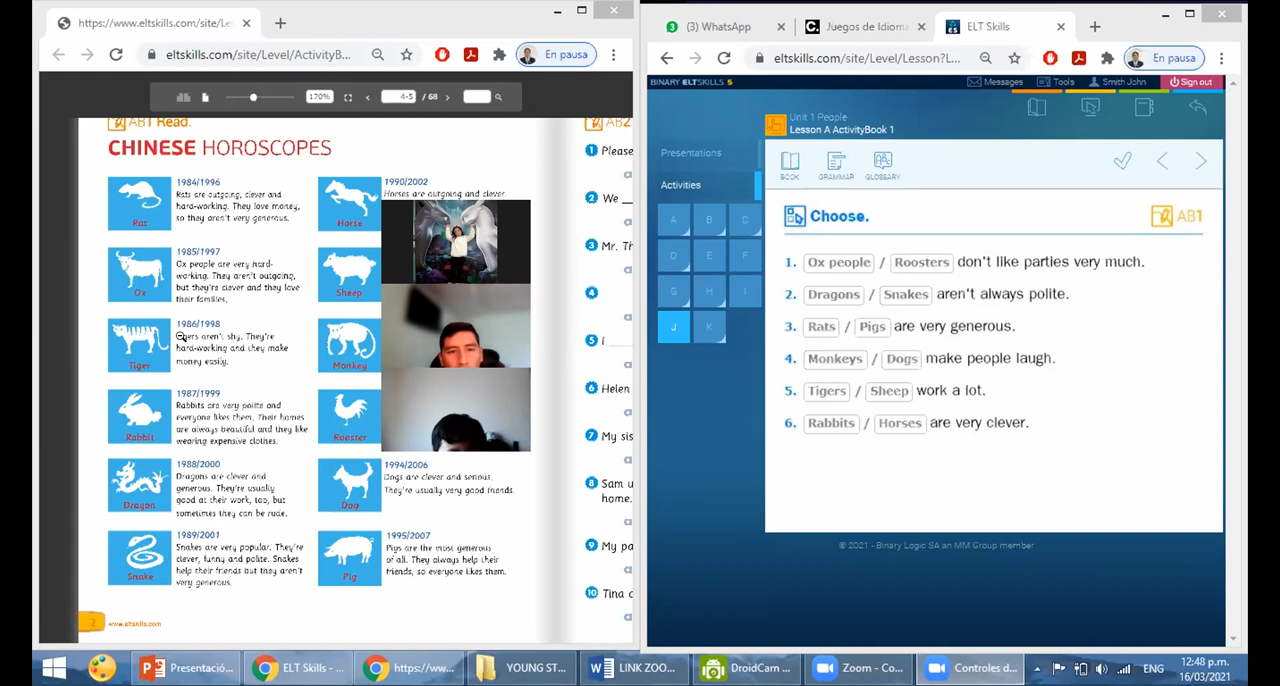 https://www.eltskills.com/site/Le
eltskills.com/site/Level/ActivityB...
En pausa
170%
4-5 / 68
AB1 Read.
CHINESE HOROSCOPES
Rat
1984/1996
Rats are outgoing, clever and
hard-working. They love money,
so they aren't very generous.
Ox
1985/1997
Ox people are very hard-
working. They aren't outgoing,
but they're clever and they love
their families.
Tiger
1986/1998
aren't shy. They're
hard-working and they make
money easily.
Rabbit
1987/1999
Rabbits are very polite and
everyone likes them. Their homes
are always beautiful and they like
wearing expensive clothes.
Dragon
1988/2000
Dragons are clever and
generous. They're usually
good at their work, too, but
sometimes they can be rude.
Snake
1989/2001
Snakes are very popular. They're
clever, funny and polite. Snakes
help their friends but they aren't
very generous.
Horse
1990/2002
Horses are outgoing and clever.
Sheep
Monkey
Rooster
Dog
1994/2006
Dogs are clever and serious.
They're usually very good friends.
Pig
1995/2007
Pigs are the most generous
of all. They always help their
friends, so everyone likes them.
2
www.eltskills.com
AB2
1 Please
2 We __
3 Mr. Th
4
5 I __
6 Helen
7 My sis
8 Sam u
home.
9 My pa
10 Tina c
3
(3) WhatsApp
C.
Juegos de Idioma
ES
ELT Skills
eltskills.com/site/Level/Lesson?L...
En pausa
BINARY ELTSKILLS 5
Messages
Tools
Smith John
Sign out
Unit 1 People
Lesson A ActivityBook 1
Presentations
Activities
A B C
D E F
G H I
J K
BOOK
GRAMMAR
GLOSSARY
Choose.
AB1
1. Ox people / Roosters don't like parties very much.
2. Dragons / Snakes aren't always polite.
3. Rats / Pigs are very generous.
4. Monkeys / Dogs make people laugh.
5. Tigers / Sheep work a lot.
6. Rabbits / Horses are very clever.
© 2021 - Binary Logic SA an MM Group member
Presentació...
ELT Skills - ...
https://ww...
YOUNG ST...
LINK ZOO...
DroidCam ...
Zoom - Co...
Controles d...
ENG
12:48 p.m.
16/03/2021